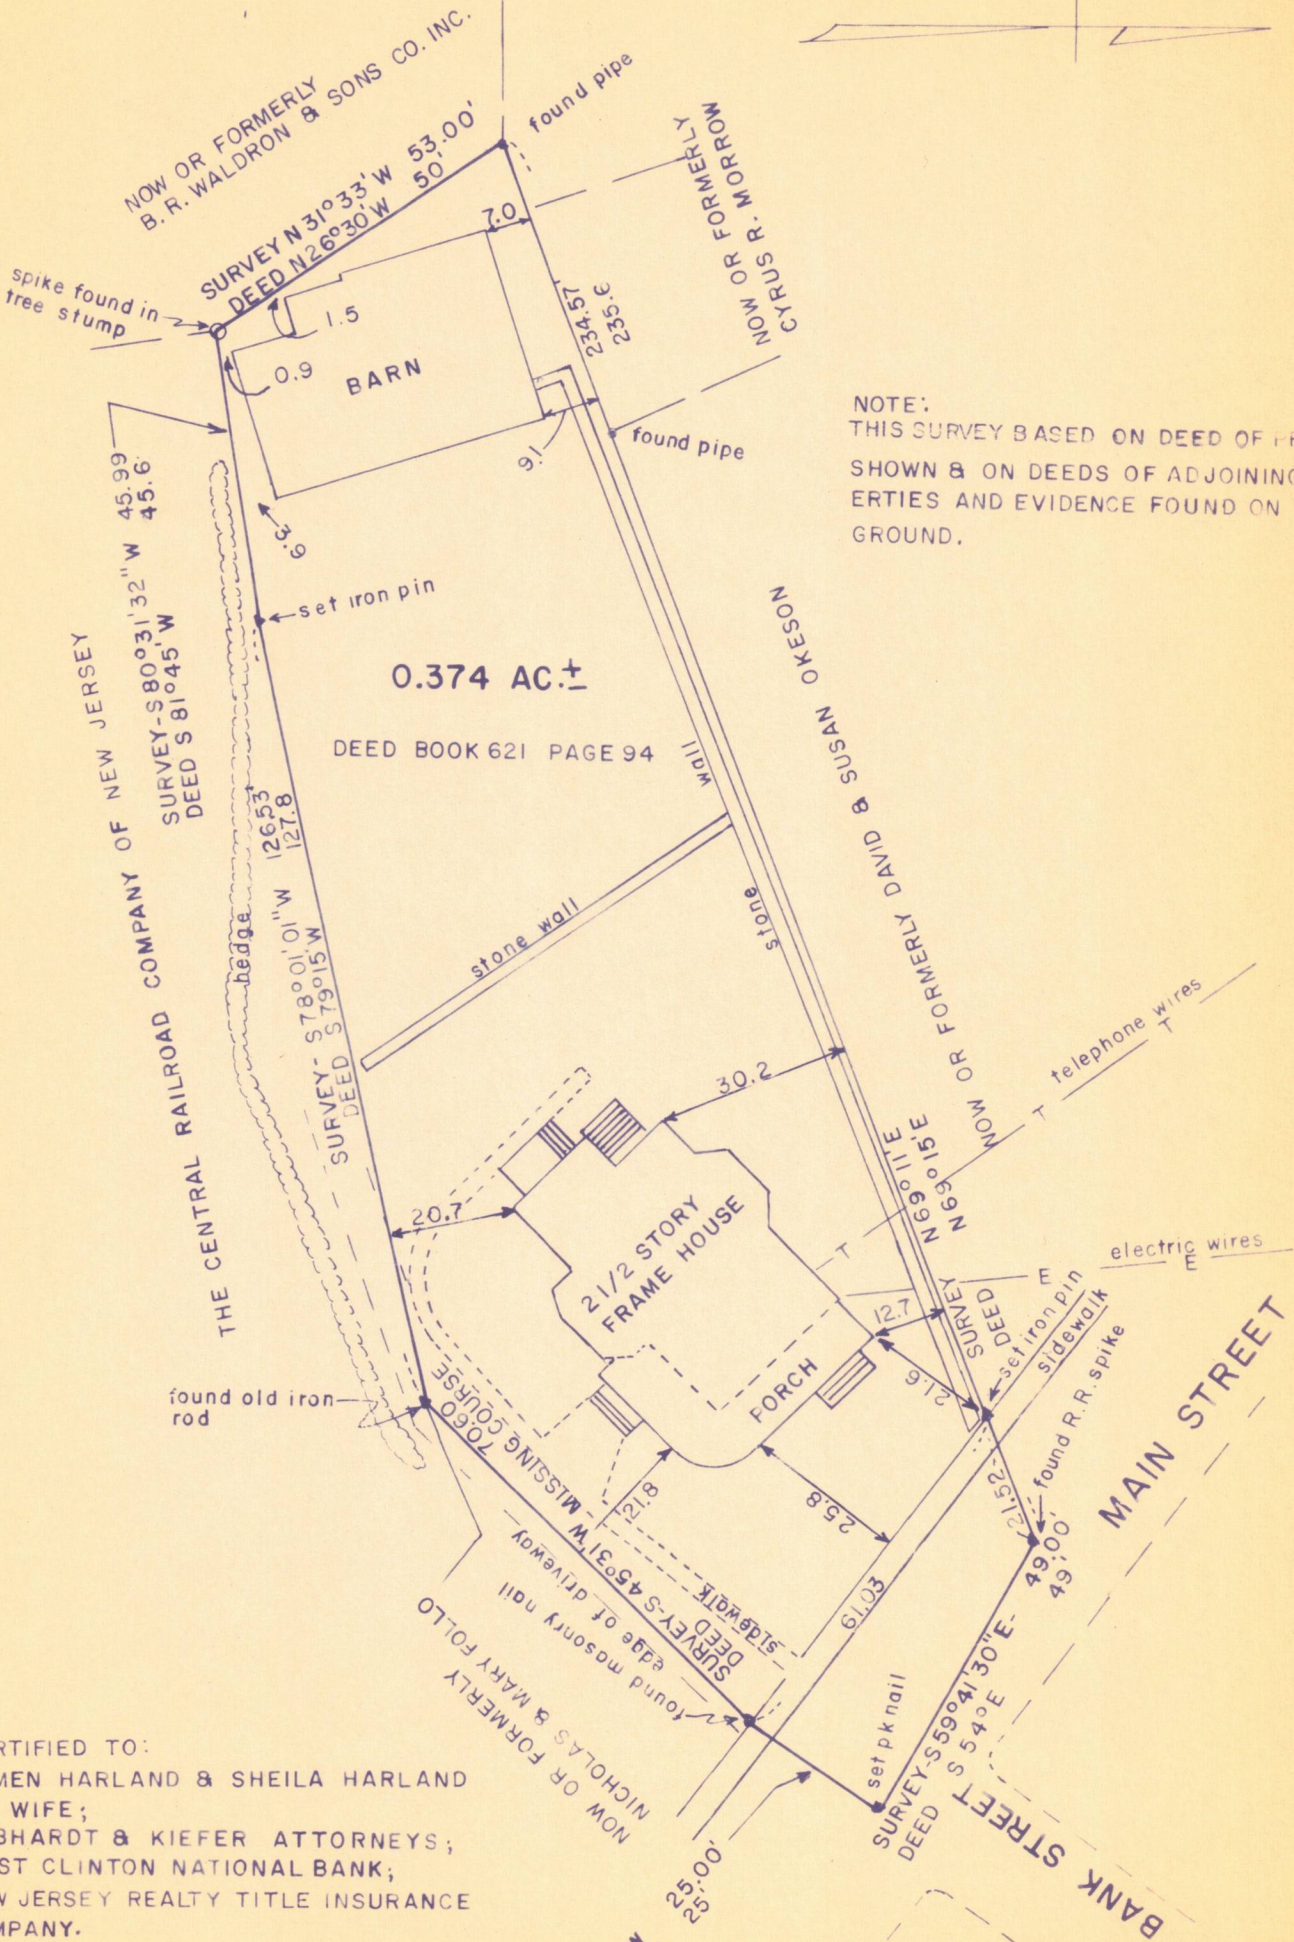 NOW OR FORMERLY
B. R. WALDRON & SONS CO. INC.
found pipe
SURVEY N 31°33' W 53.00'
DEED N 26°30' W 50'
spike found in
tree stump
NOW OR FORMERLY
CYRUS R. MORROW
7.0
1.5
0.9
BARN
234.57'
235.6
9.1
found pipe
3.9
NOTE:
THIS SURVEY BASED ON DEED OF
SHOWN & ON DEEDS OF ADJOINING
ERTIES AND EVIDENCE FOUND ON
GROUND.
set iron pin
THE CENTRAL RAILROAD COMPANY OF NEW JERSEY
SURVEY-S 80°31'32" W 45.99
DEED S 81°45' W 45.6
0.374 AC.±
DEED BOOK 621 PAGE 94
NOW OR FORMERLY DAVID & SUSAN OKESON
wall
stone
stone wall
hedge
126.53'
127.8
SURVEY- S 78°01'01" W
DEED S 79°15' W
30.2
telephone wires
T
T
T
N 69°11' E
N 69°15' E
SURVEY
DEED
20.7
2 1/2 STORY
FRAME HOUSE
electric wires
E
E
12.7
set iron pin
sidewalk
21.6
PORCH
found old iron
rod
70.60
SURVEY-S 45°31' W MISSING COURSE
DEED
21.8
25.8
found R.R. spike
21.52
MAIN STREET
49.00'
49'
edge of driveway
found masonry nail
sidewalk
61.03
NOW OR FORMERLY
NICHOLAS & MARY FOLLO
set pk nail
SURVEY-S 59°41'30" E-
DEED S 54° E
BANK STREET
25.00'
25'
RTIFIED TO:
MEN HARLAND & SHEILA HARLAND
WIFE;
BHARDT & KIEFER ATTORNEYS;
ST CLINTON NATIONAL BANK;
W JERSEY REALTY TITLE INSURANCE
MPANY.